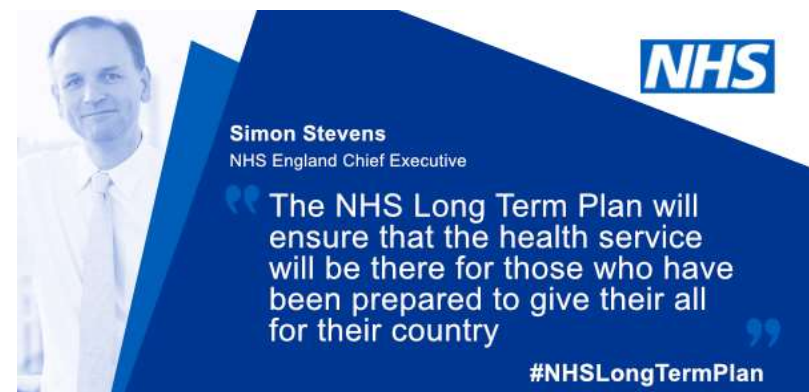 NHS
Simon Stevens
NHS England Chief Executive
“The NHS Long Term Plan will
ensure that the health service
will be there for those who have
been prepared to give their all
for their country”
#NHSLongTermPlan